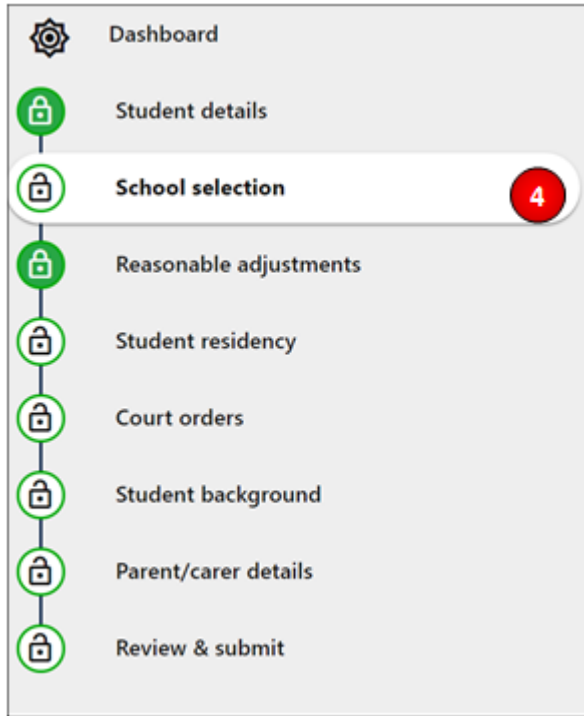 Dashboard
Student details
School selection
4
Reasonable adjustments
Student residency
Court orders
Student background
Parent/carer details
Review & submit